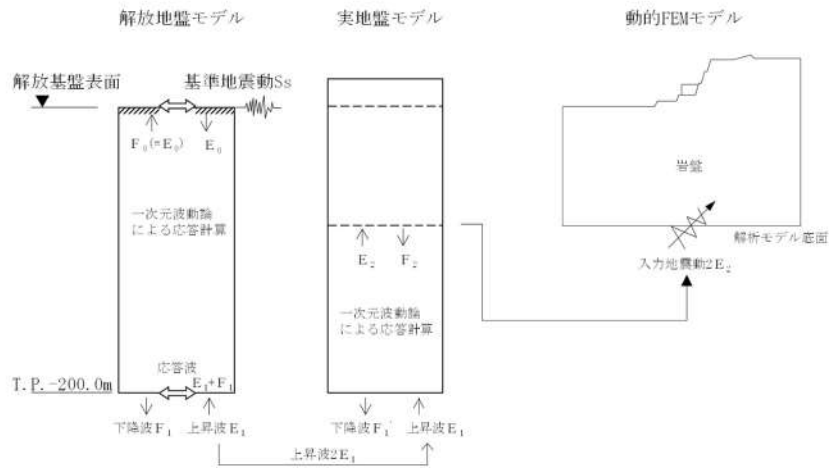 解放地盤モデル
実地盤モデル
動的FEMモデル
解放基盤表面
基準地震動Ss
F₀(=E₀)
E₀
一次元波動論
による応答計算
応答波
E₁+F₁
T.P.-200.0m
下降波F₁
上昇波E₁
上昇波2E₁
E₂
F₂
一次元波動論
による応答計算
下降波F₁'
上昇波E₁
岩盤
解析モデル底面
入力地震動2E₂